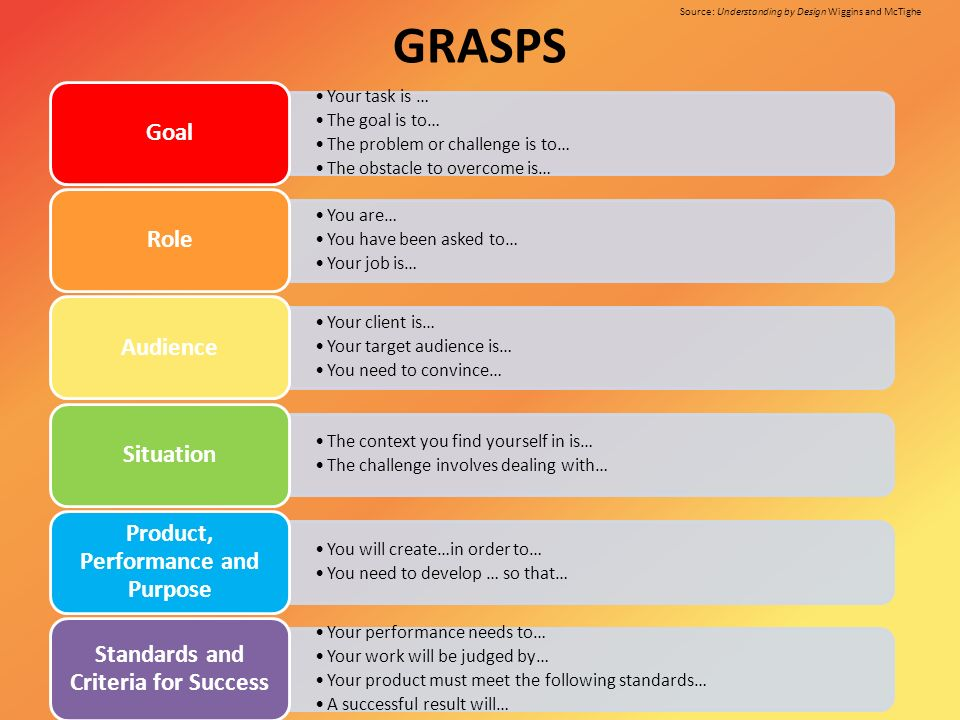 Source: Understanding by Design Wiggins and McTighe
GRASPS
Goal
•Your task is …
•The goal is to…
•The problem or challenge is to…
•The obstacle to overcome is…
Role
•You are…
•You have been asked to…
•Your job is…
Audience
•Your client is…
•Your target audience is…
•You need to convince…
Situation
•The context you find yourself in is…
•The challenge involves dealing with…
Product,
Performance and
Purpose
•You will create…in order to…
•You need to develop … so that…
Standards and
Criteria for Success
•Your performance needs to…
•Your work will be judged by…
•Your product must meet the following standards…
•A successful result will…